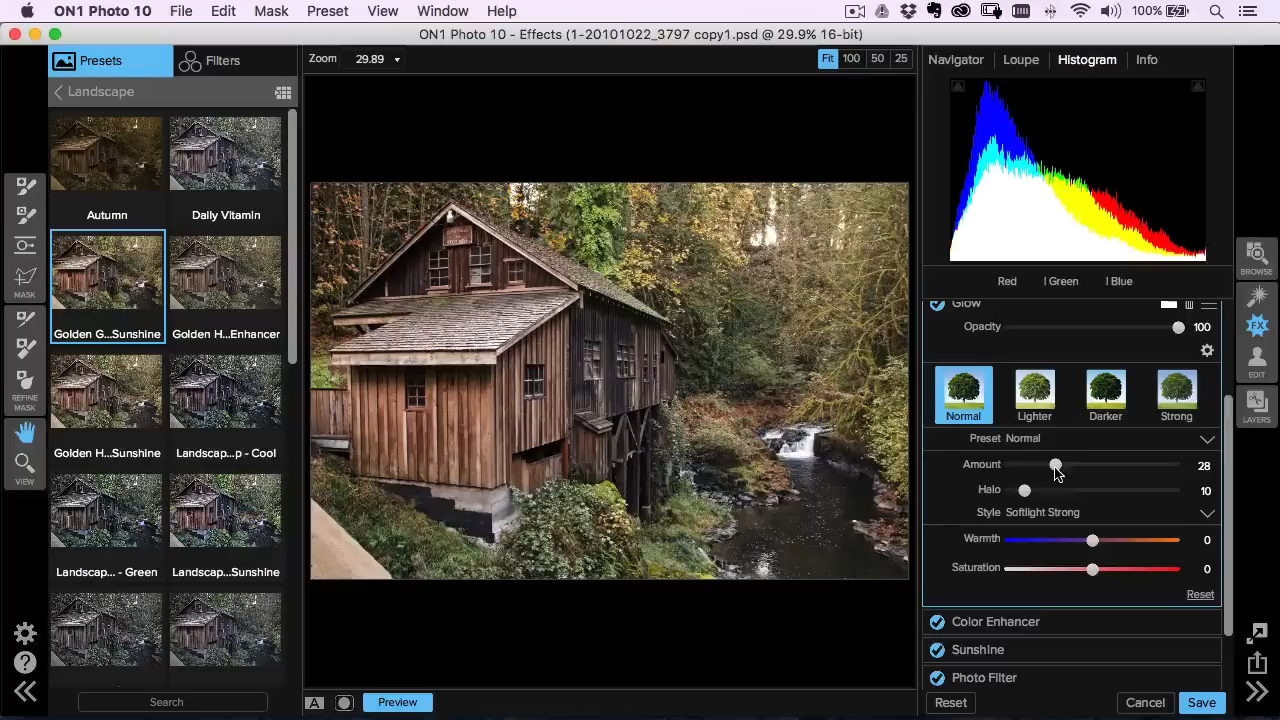 ON1 Photo 10 File Edit Mask Preset View Window Help 100%
ON1 Photo 10 - Effects (1-20101022_3797 copy1.psd @ 29.9% 16-bit)
Presets Filters
Landscape
Autumn Daily Vitamin
Golden G...Sunshine Golden H...Enhancer
Golden H...Sunshine Landscap...p - Cool
Landscap... - Green Landscap...Sunshine
Search
MASK
REFINE
MASK
VIEW
Zoom 29.89 Fit 100 50 25
A Preview
Navigator Loupe Histogram Info
Red | Green | Blue
Glow
Opacity 100
Normal Lighter Darker Strong
Preset Normal
Amount 28
Halo 10
Style Softlight Strong
Warmth 0
Saturation 0
Reset
Color Enhancer
Sunshine
Photo Filter
Reset Cancel Save
BROWSE
FX
EDIT
LAYERS